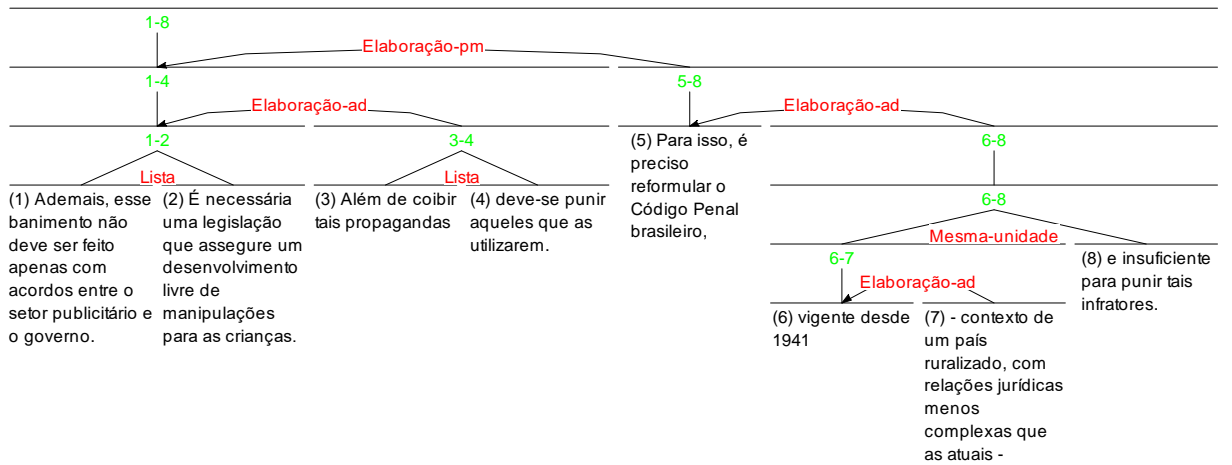 1-8
Elaboração-pm
1-4
5-8
Elaboração-ad
Elaboração-ad
1-2
3-4
6-8
Lista
Lista
(1) Ademais, esse
banimento não
deve ser feito
apenas com
acordos entre o
setor publicitário e
o governo.
(2) É necessária
uma legislação
que assegure um
desenvolvimento
livre de
manipulações
para as crianças.
(3) Além de coibir
tais propagandas
(4) deve-se punir
aqueles que as
utilizarem.
(5) Para isso, é
preciso
reformular o
Código Penal
brasileiro,
6-8
Mesma-unidade
6-7
Elaboração-ad
(6) vigente desde
1941
(7) - contexto de
um país
ruralizado, com
relações jurídicas
menos
complexas que
as atuais -
(8) e insuficiente
para punir tais
infratores.